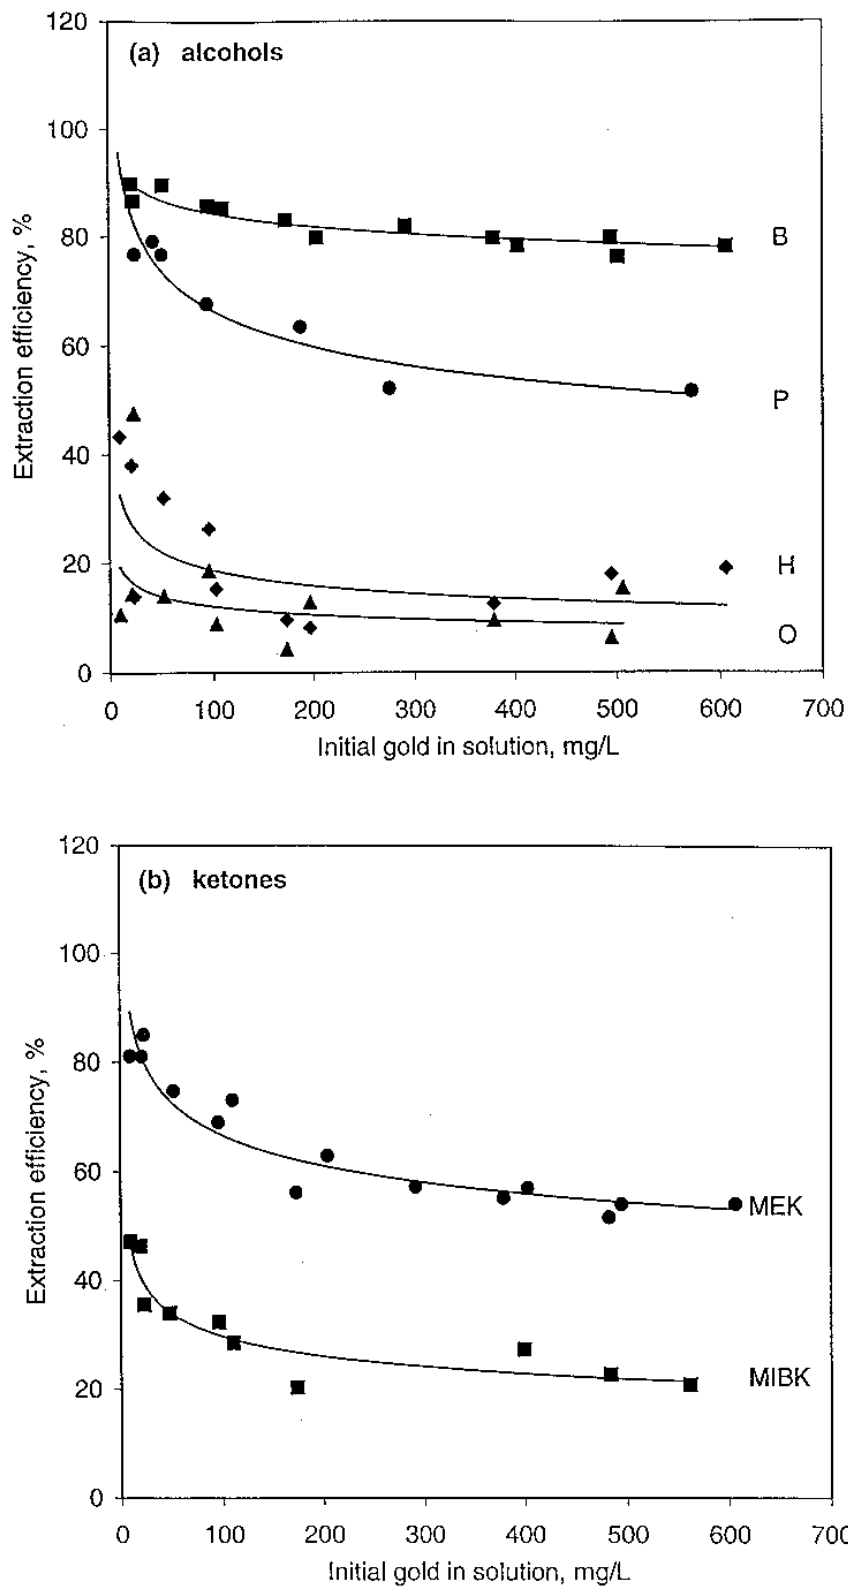 120
(a) alcohols
100
80
B
60
P
40
20
H
O
0
0 100 200 300 400 500 600 700
Extraction efficiency, %
Initial gold in solution, mg/L
120
(b) ketones
100
80
60
MEK
40
20
MIBK
0
0 100 200 300 400 500 600 700
Extraction efficiency, %
Initial gold in solution, mg/L